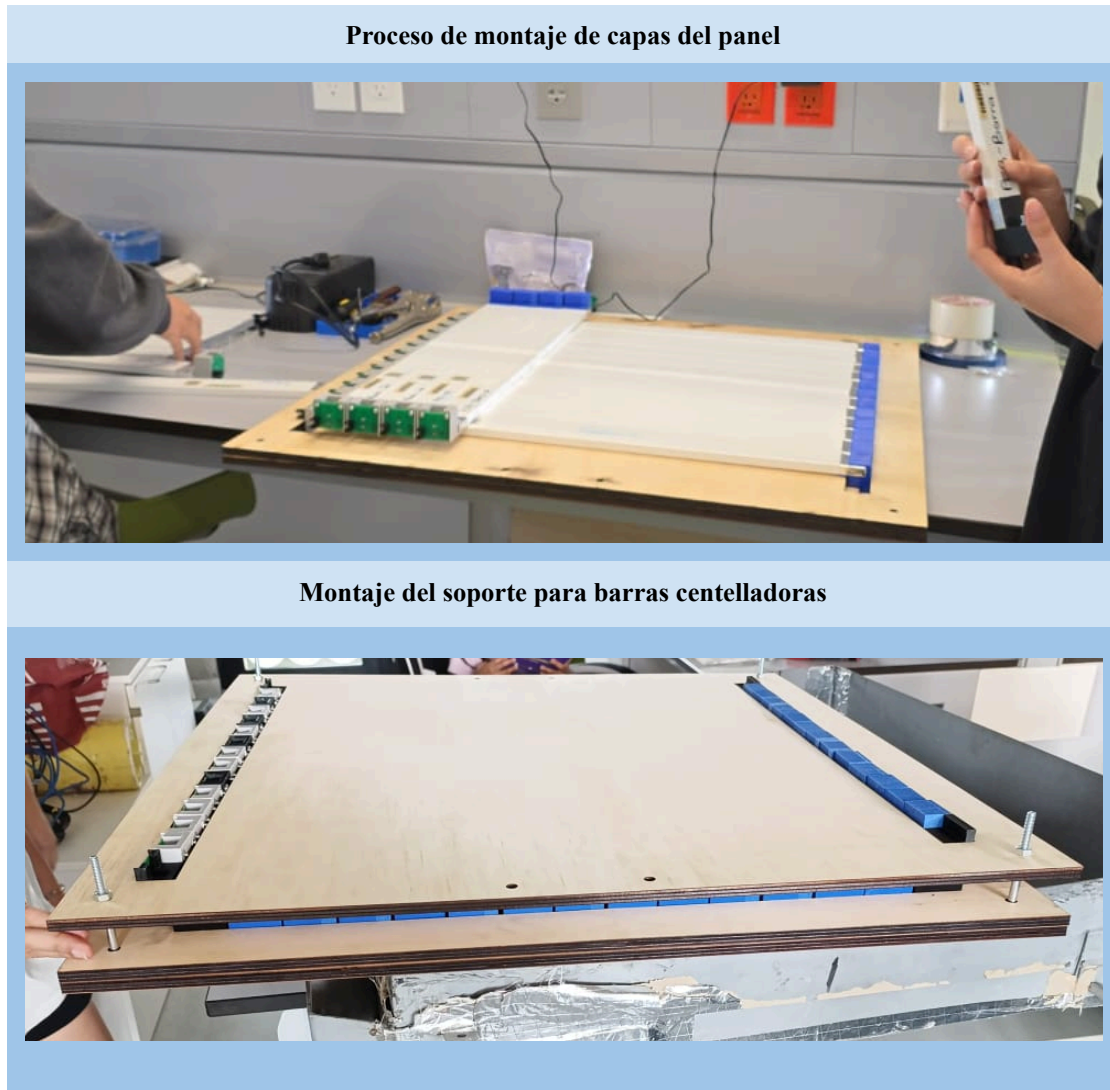 Proceso de montaje de capas del panel
Montaje del soporte para barras centelladoras